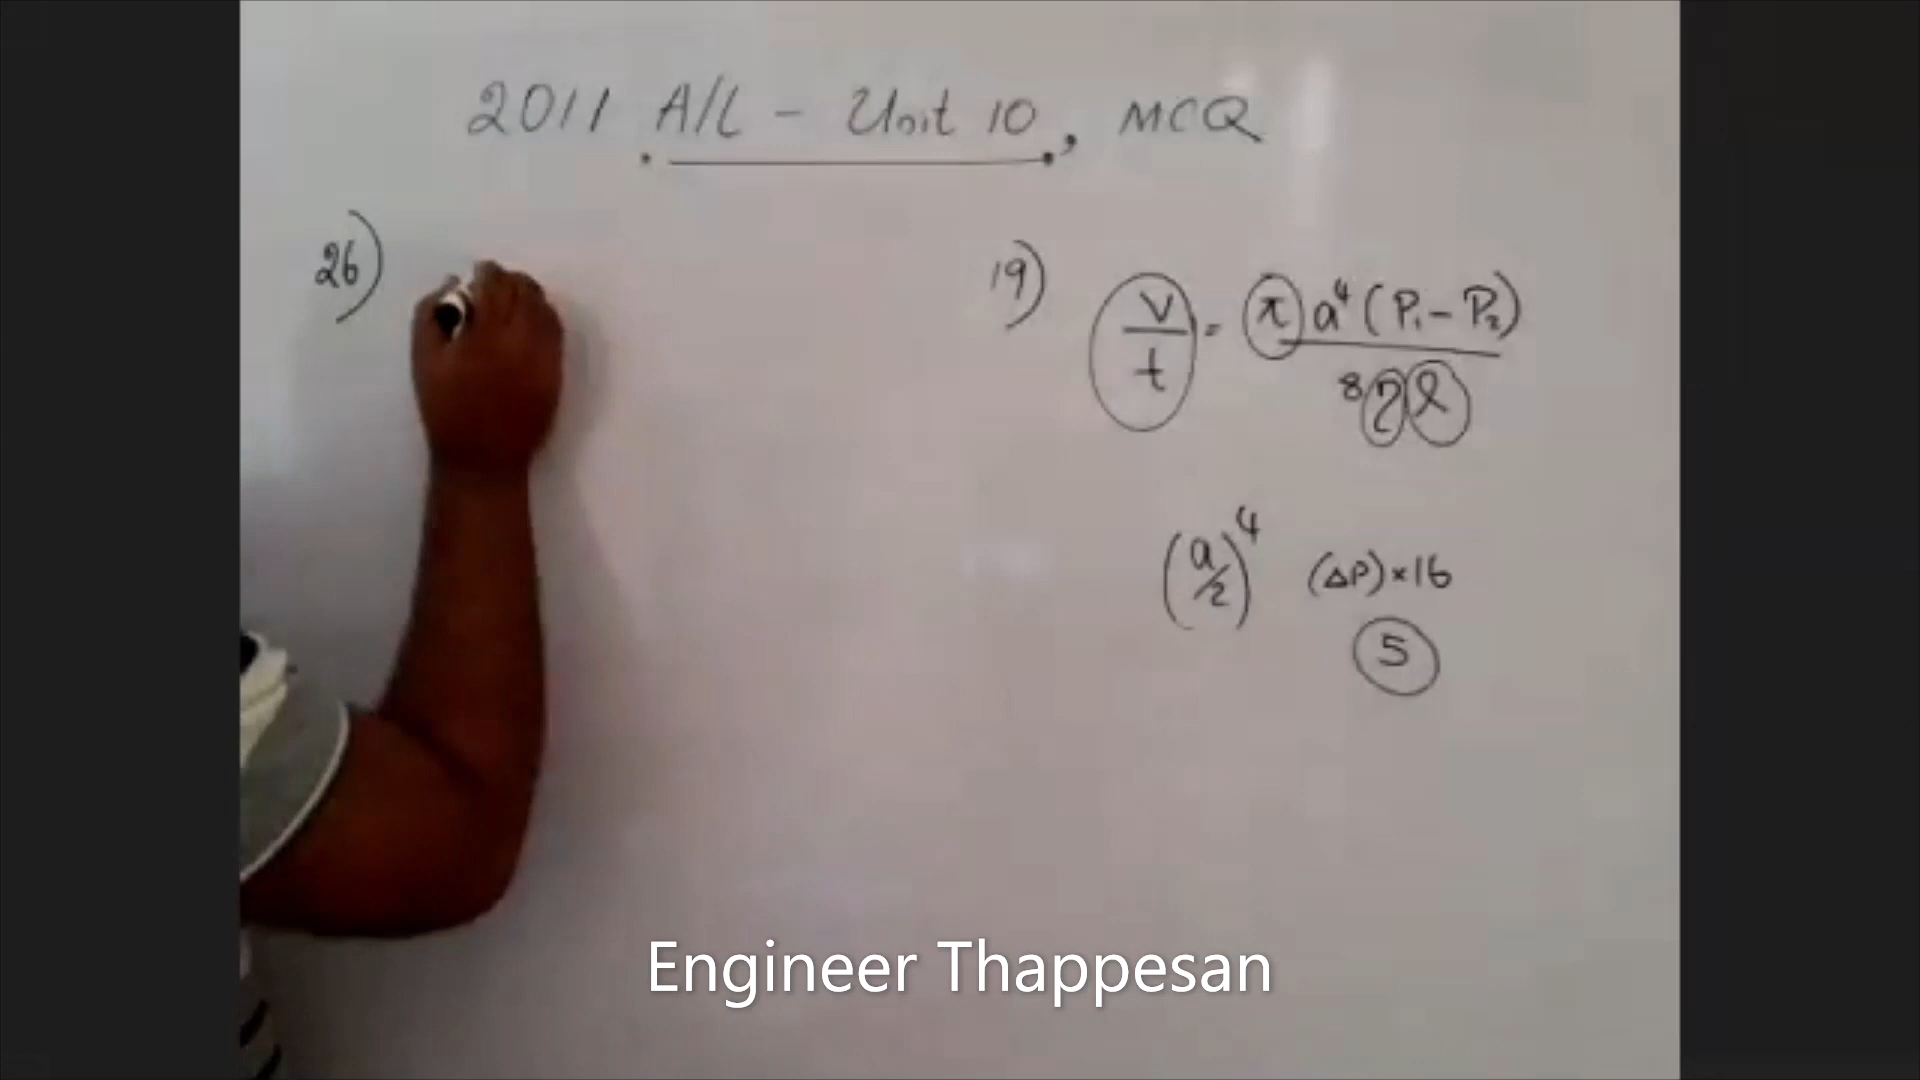 2011 A/L - Unit 10, MCQ
26)
19) V/t = πa⁴(P₁ - P₂) / 8ηl
(a/2)⁴ (ΔP)×16
5
Engineer Thappesan